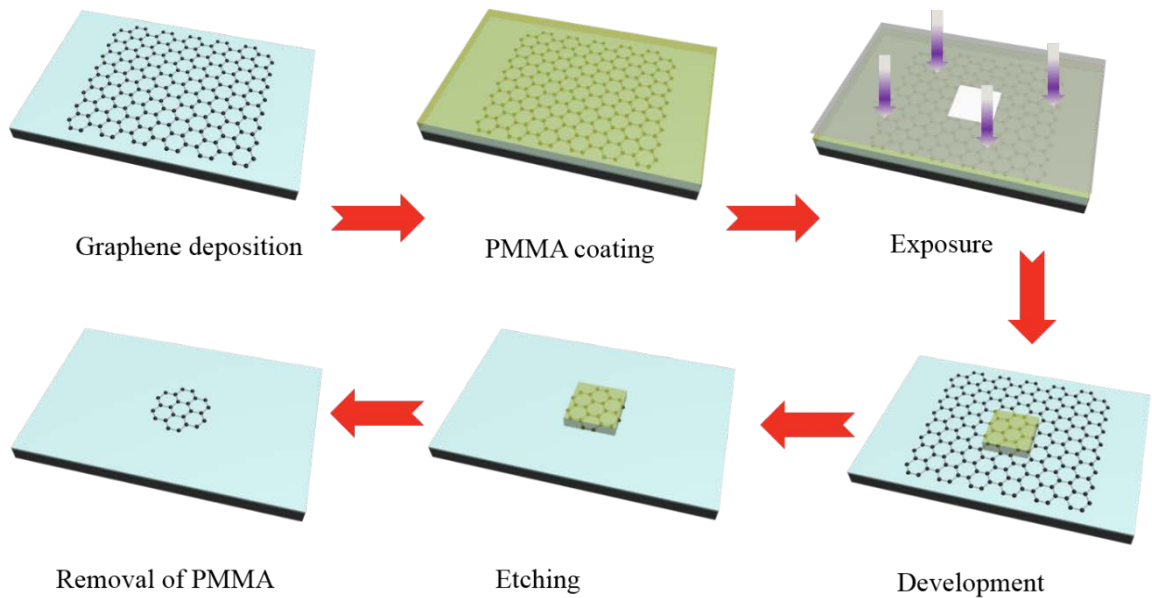 Graphene deposition
PMMA coating
Exposure
Removal of PMMA
Etching
Development